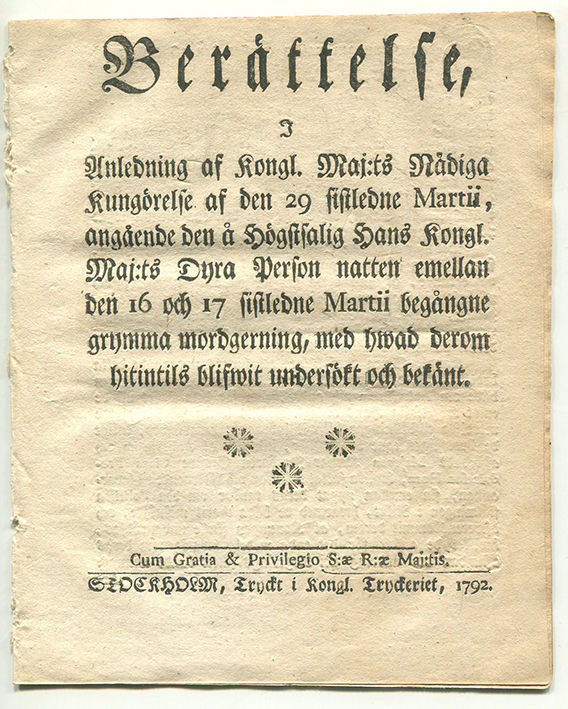 Berättelse,
I
Anledning af Kongl. Maj:ts Nådiga
Kungörelse af den 29 sistledne Martii,
angående den å Högstsalig Hans Kongl.
Maj:ts Dyra Person natten emellan
den 16 och 17 sistledne Martii begångne
grymma mordgerning, med hwad derom
hitintils blifwit undersökt och bekänt.
Cum Gratia & Privilegio S:æ R:æ Maj:tis.
STOCKHOLM, Tryckt i Kongl. Tryckeriet, 1792.